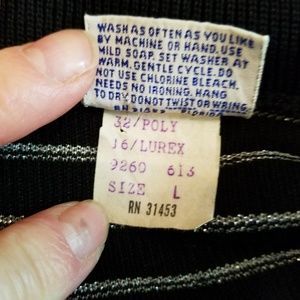 WASH AS OFTEN AS YOU LIKE
BY MACHINE OR HAND. USE
MILD SOAP. SET WASHER AT
WARM. GENTLE CYCLE. DO
NOT USE CHLORINE BLEACH.
NEEDS NO IRONING. HANG
TO DRY DO NOT TWIST OR WRING
32/POLY
16/LUREX
9260 613
SIZE L
RN 31453